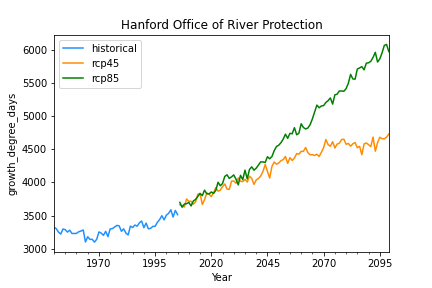 Hanford Office of River Protection
historical
rcp45
rcp85
growth_degree_days
6000
5500
5000
4500
4000
3500
3000
1970
1995
2020
2045
2070
2095
Year